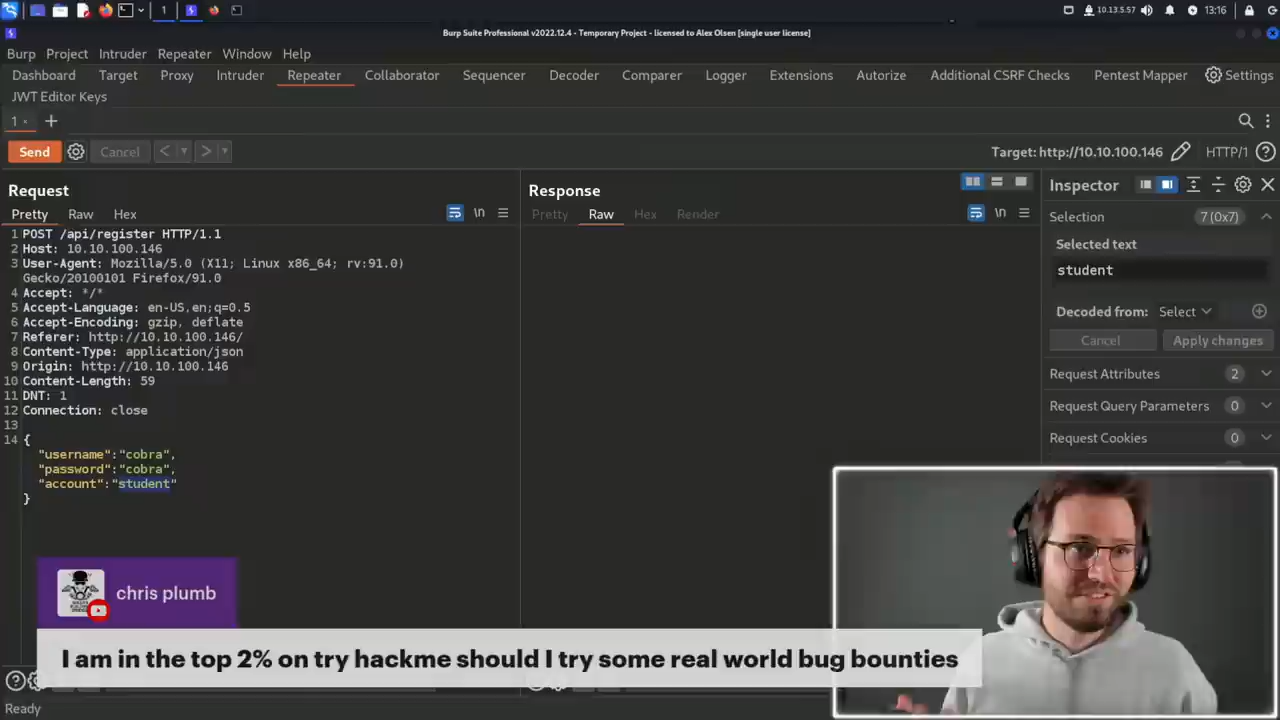 1
10.13.5.57
13:16
Burp Suite Professional v2022.12.4 - Temporary Project - licensed to Alex Olsen [single user license]
Burp Project Intruder Repeater Window Help
Dashboard Target Proxy Intruder Repeater Collaborator Sequencer Decoder Comparer Logger Extensions Autorize Additional CSRF Checks Pentest Mapper Settings
JWT Editor Keys
1 × +
Send Cancel < > Target: http://10.10.100.146 HTTP/1 ?
Request
Pretty Raw Hex \n
1 POST /api/register HTTP/1.1
2 Host: 10.10.100.146
3 User-Agent: Mozilla/5.0 (X11; Linux x86_64; rv:91.0)
Gecko/20100101 Firefox/91.0
4 Accept: */*
5 Accept-Language: en-US,en;q=0.5
6 Accept-Encoding: gzip, deflate
7 Referer: http://10.10.100.146/
8 Content-Type: application/json
9 Origin: http://10.10.100.146
10 Content-Length: 59
11 DNT: 1
12 Connection: close
13
14 {
"username":"cobra",
"password":"cobra",
"account":"student"
}
Response
Pretty Raw Hex Render \n
Inspector
Selection 7 (0x7)
Selected text
student
Decoded from: Select
Cancel Apply changes
Request Attributes 2
Request Query Parameters 0
Request Cookies 0
chris plumb
I am in the top 2% on try hackme should I try some real world bug bounties
?
Ready